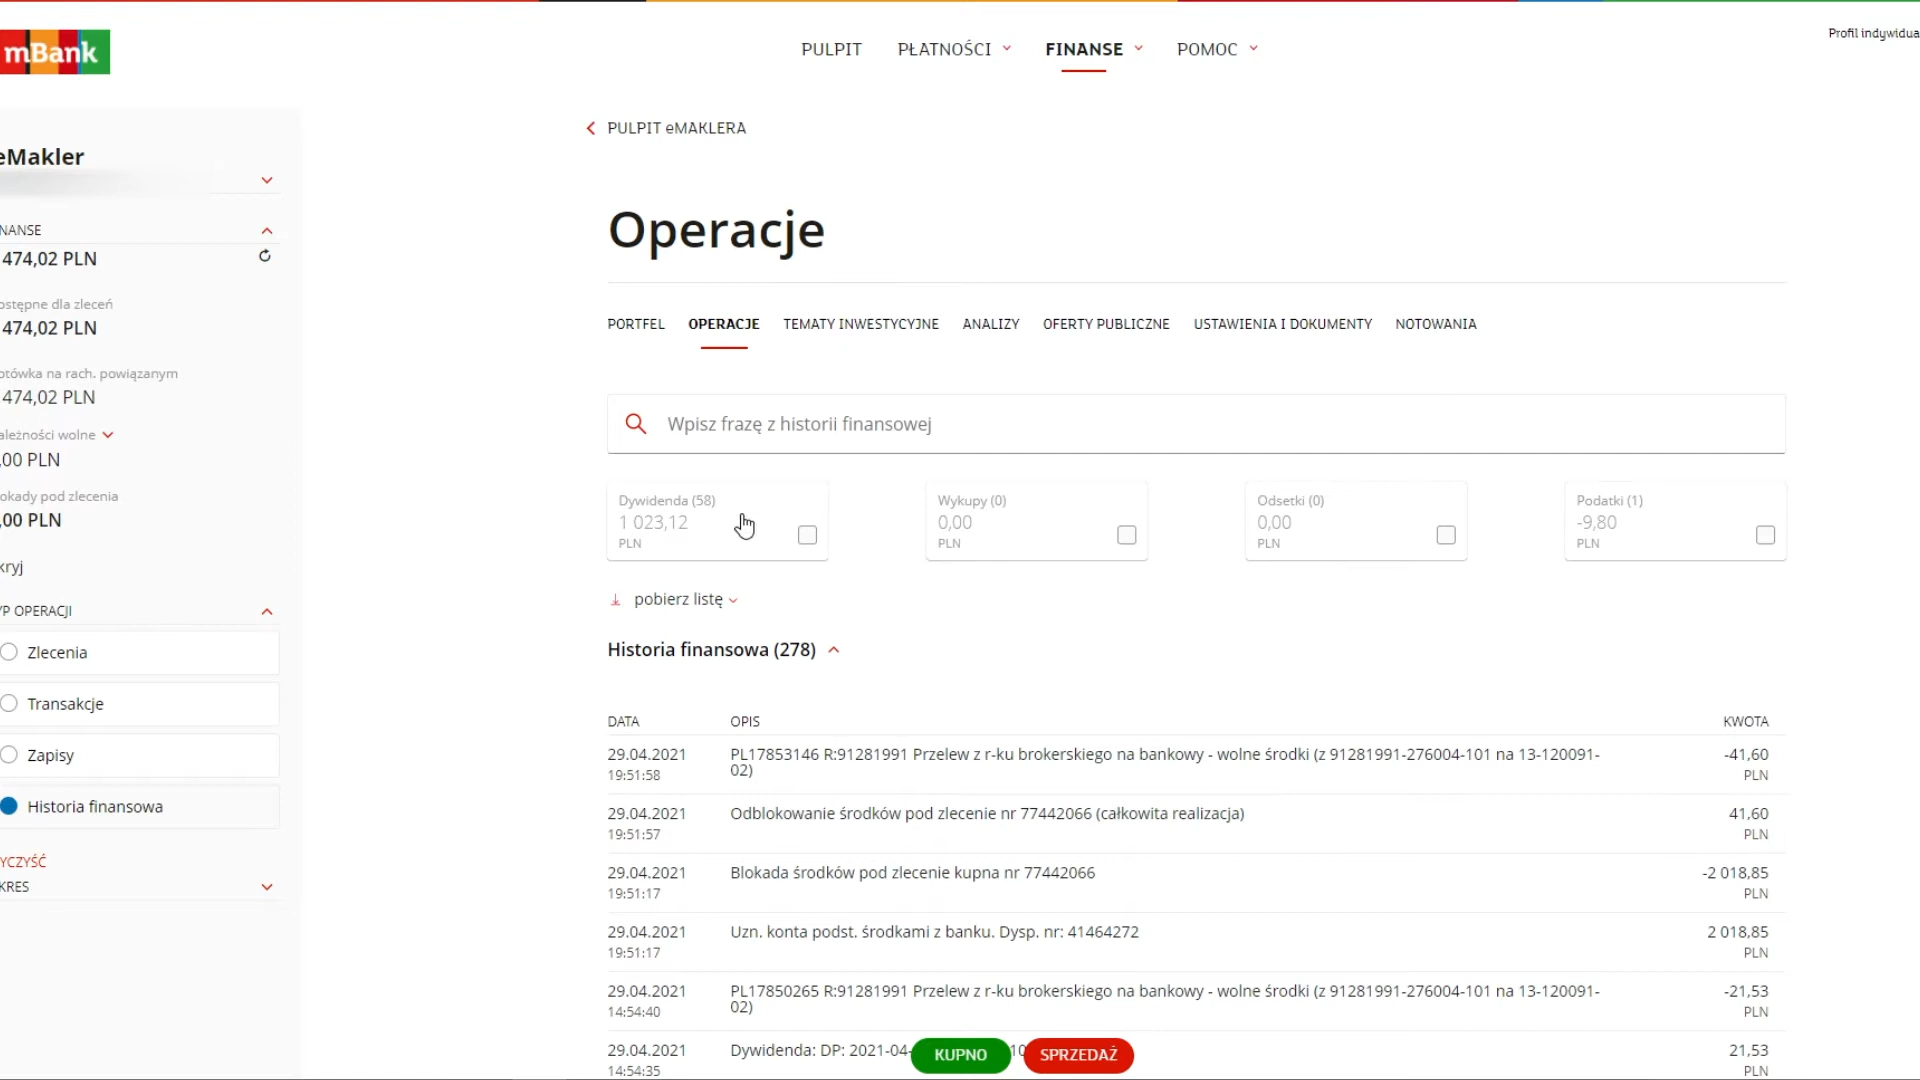 mBank
PULPIT
PŁATNOŚCI
FINANSE
POMOC
Profil indywidua
eMakler
NANSE
474,02 PLN
ostępne dla zleceń
474,02 PLN
otówka na rach. powiązanym
474,02 PLN
ależności wolne
,00 PLN
okady pod zlecenia
,00 PLN
kryj
YP OPERACJI
Zlecenia
Transakcje
Zapisy
Historia finansowa
YCZYŚĆ
KRES
PULPIT eMAKLERA
Operacje
PORTFEL OPERACJE TEMATY INWESTYCYJNE ANALIZY OFERTY PUBLICZNE USTAWIENIA I DOKUMENTY NOTOWANIA
Wpisz frazę z historii finansowej
Dywidenda (58)
1 023,12
PLN
Wykupy (0)
0,00
PLN
Odsetki (0)
0,00
PLN
Podatki (1)
-9,80
PLN
pobierz listę
Historia finansowa (278)
DATA OPIS KWOTA
29.04.2021 PL17853146 R:91281991 Przelew z r-ku brokerskiego na bankowy - wolne środki (z 91281991-276004-101 na 13-120091- -41,60
19:51:58 02) PLN
29.04.2021 Odblokowanie środków pod zlecenie nr 77442066 (całkowita realizacja) 41,60
19:51:57 PLN
29.04.2021 Blokada środków pod zlecenie kupna nr 77442066 -2 018,85
19:51:17 PLN
29.04.2021 Uzn. konta podst. środkami z banku. Dysp. nr: 41464272 2 018,85
19:51:17 PLN
29.04.2021 PL17850265 R:91281991 Przelew z r-ku brokerskiego na bankowy - wolne środki (z 91281991-276004-101 na 13-120091- -21,53
14:54:40 02) PLN
29.04.2021 Dywidenda: DP: 2021-04- 10 21,53
14:54:35 PLN
KUPNO
SPRZEDAŻ